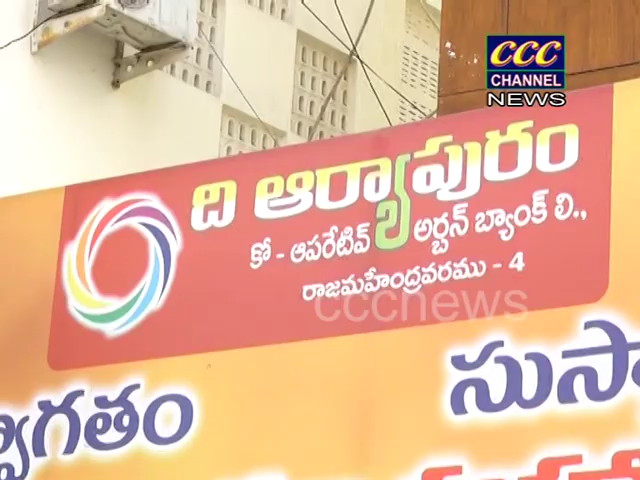 CCC
CHANNEL
NEWS
ది ఆర్యాపురం
కో - ఆపరేటివ్ అర్బన్ బ్యాంక్ లి.,
రాజమహేంద్రవరము - 4
cccnews